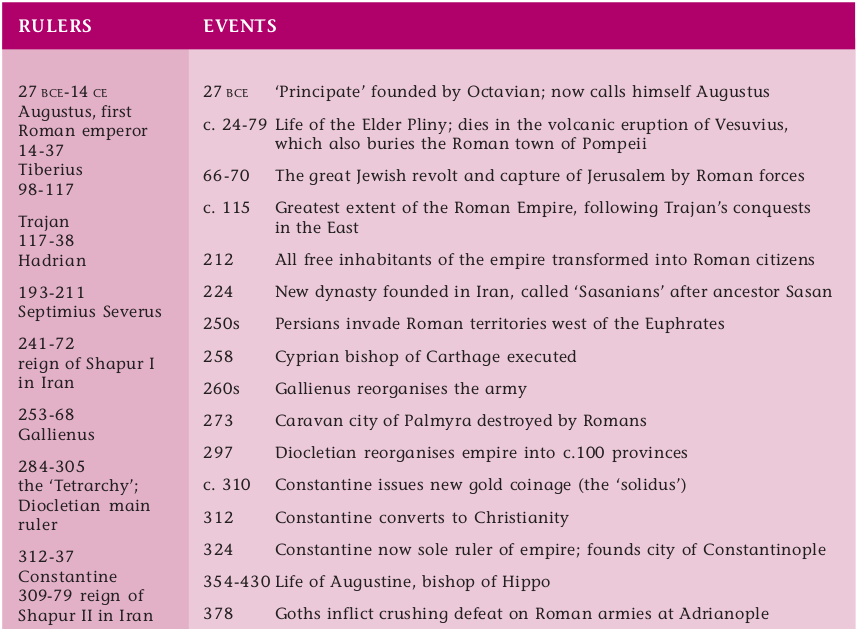 RULERS
27 BCE-14 CE
Augustus, first
Roman emperor
14-37
Tiberius
98-117
Trajan
117-38
Hadrian
193-211
Septimius Severus
241-72
reign of Shapur I
in Iran
253-68
Gallienus
284-305
the ‘Tetrarchy’;
Diocletian main
ruler
312-37
Constantine
309-79 reign of
Shapur II in Iran
EVENTS
27 BCE ‘Principate’ founded by Octavian; now calls himself Augustus
c. 24-79 Life of the Elder Pliny; dies in the volcanic eruption of Vesuvius,
which also buries the Roman town of Pompeii
66-70 The great Jewish revolt and capture of Jerusalem by Roman forces
c. 115 Greatest extent of the Roman Empire, following Trajan’s conquests
in the East
212 All free inhabitants of the empire transformed into Roman citizens
224 New dynasty founded in Iran, called ‘Sasanians’ after ancestor Sasan
250s Persians invade Roman territories west of the Euphrates
258 Cyprian bishop of Carthage executed
260s Gallienus reorganises the army
273 Caravan city of Palmyra destroyed by Romans
297 Diocletian reorganises empire into c.100 provinces
c. 310 Constantine issues new gold coinage (the ‘solidus’)
312 Constantine converts to Christianity
324 Constantine now sole ruler of empire; founds city of Constantinople
354-430 Life of Augustine, bishop of Hippo
378 Goths inflict crushing defeat on Roman armies at Adrianople